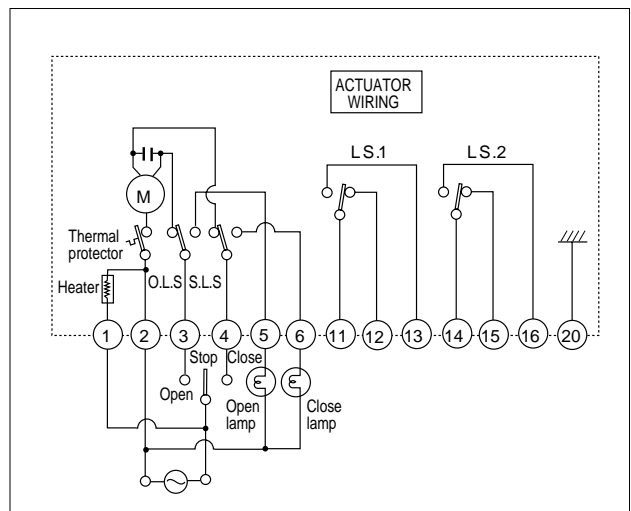 ACTUATOR
WIRING
LS.1
LS.2
M
Thermal
protector
Heater
O.L.S
S.L.S
1
2
3
4
5
6
11
12
13
14
15
16
20
Stop
Close
Open
Open
lamp
Close
lamp